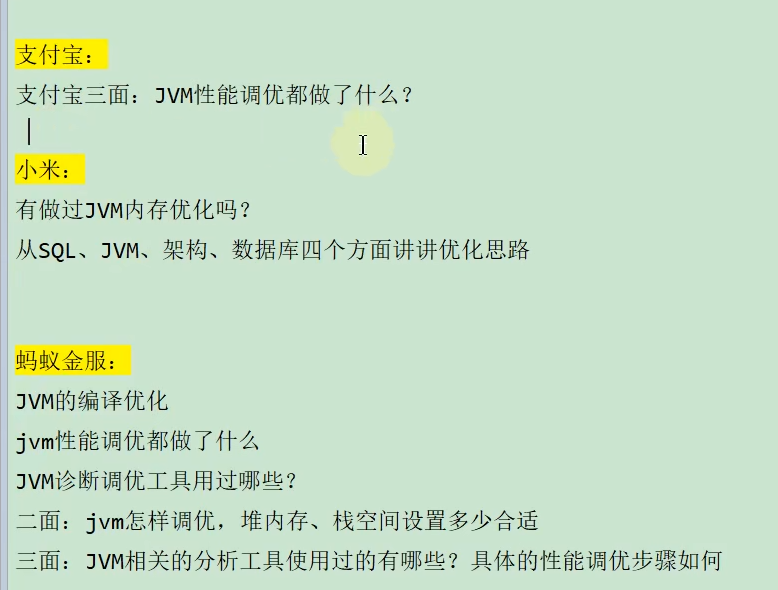 支付宝：
支付宝三面：JVM性能调优都做了什么？
小米：
有做过JVM内存优化吗？
从SQL、JVM、架构、数据库四个方面讲讲优化思路
蚂蚁金服：
JVM的编译优化
jvm性能调优都做了什么
JVM诊断调优工具用过哪些？
二面：jvm怎样调优，堆内存、栈空间设置多少合适
三面：JVM相关的分析工具使用过的有哪些？具体的性能调优步骤如何